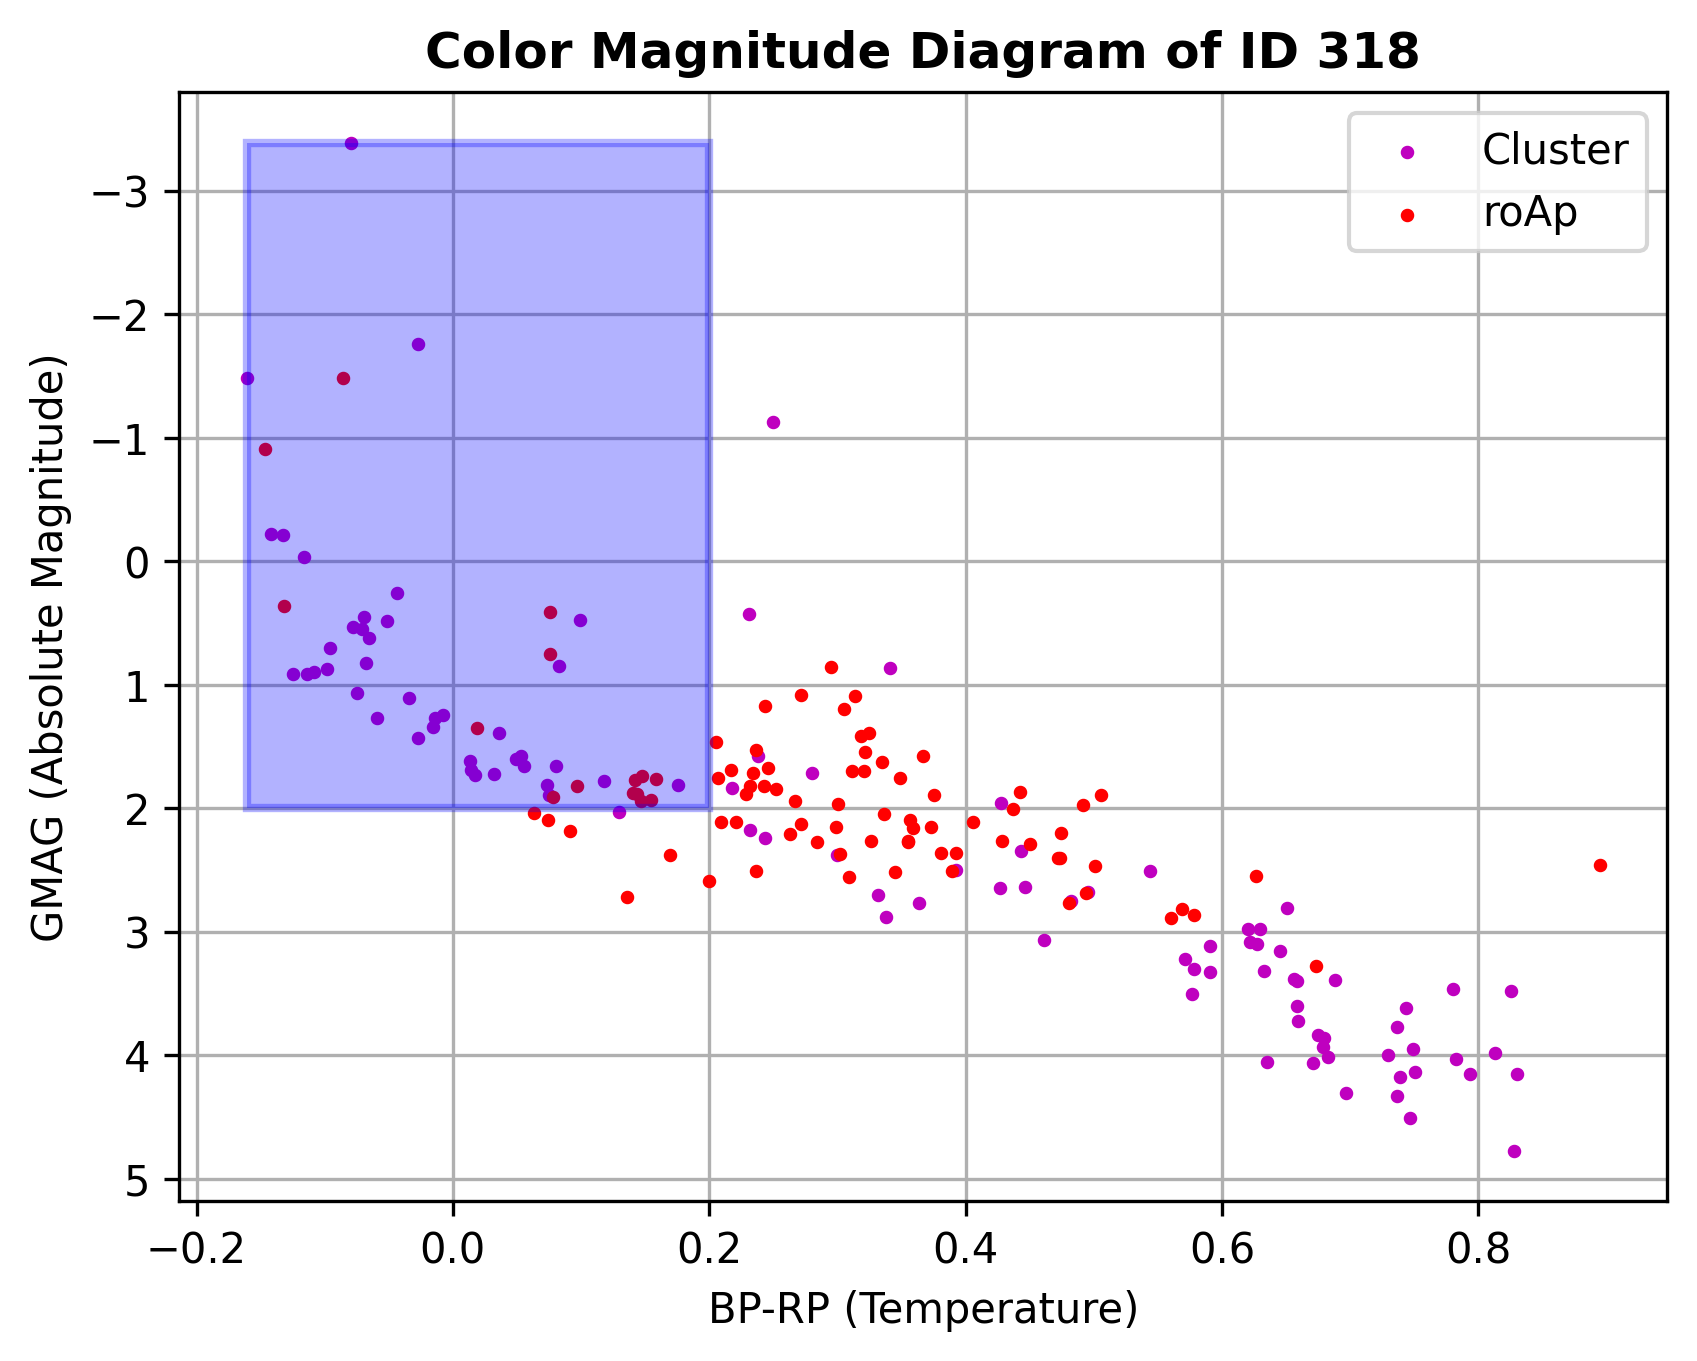 Color Magnitude Diagram of ID 318
Cluster
roAp
GMAG (Absolute Magnitude)
−3
−2
−1
0
1
2
3
4
5
−0.2 0.0 0.2 0.4 0.6 0.8
BP-RP (Temperature)